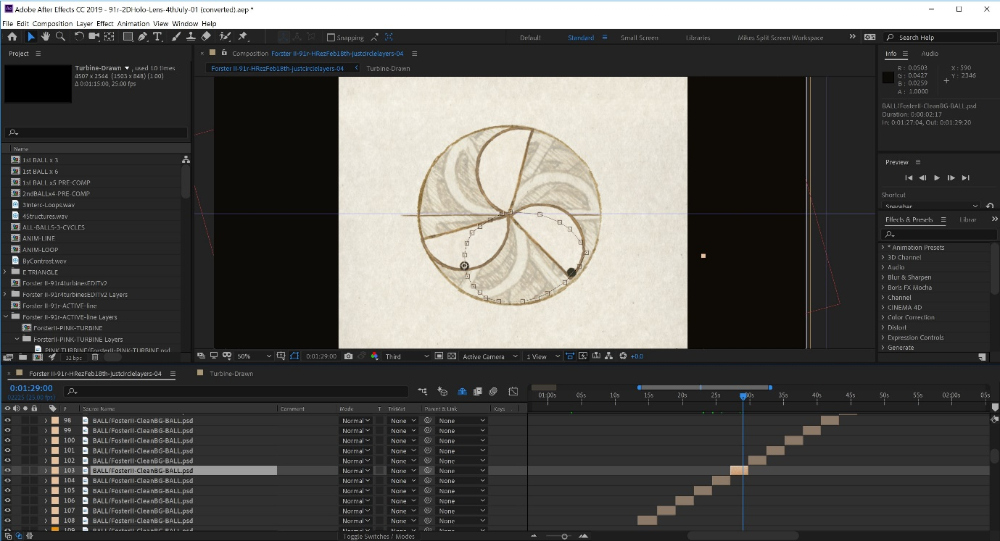 Adobe After Effects CC 2019 - 91r-2DHolo-Lens-4thJuly-01 (converted).aep *
File Edit Composition Layer Effect Animation View Window Help
Snapping
Default Standard Small Screen Libraries Mikes Split Screen Workspace
Search Help
Project
Turbine-Drawn , used 10 times
4507 x 2544 (1503 x 848) (1.00)
Δ 0:01:15:00, 25.00 fps
Name
1st BALL x 3
1st BALL x 6
1st BALL x5 PRE-COMP
2ndBALLx4-PRE-COMP
3interc-Loops.wav
4Structures.wav
ALL-BALLS-3-CYCLES
ANIM-LINE
ANIM-LOOP
ByContrast.wav
E TRIANGLE
Forster II-91r4turbinesEDITv2
Forster II-91r4turbinesEDITv2 Layers
Forster II-91r-ACTIVE-line
Forster II-91r-ACTIVE-line Layers
ForsterII-PINK-TURBINE
ForsterII-PINK-TURBINE Layers
PINK TURBINE/ForsterII-PINK-TURBINE.psd
32 bpc
Composition Forster II-91r-HRezFeb18th-justcirclelayers-04
Forster II-91r-HRezFeb18th-justcirclelayers-04 Turbine-Drawn
50% 0:01:29:00 Third Active Camera 1 View +0.0
Info Audio
R : 0.0503
G : 0.0427
B : 0.0259
A : 1.0000
X : 590
Y : 2346
BALL/FosterII-CleanBG-BALL.psd
Duration: 0:00:02:17
In: 0:01:27:04, Out: 0:01:29:20
Preview
Shortcut
Spacebar
Effects & Presets Librar
* Animation Presets
3D Channel
Audio
Blur & Sharpen
Boris FX Mocha
Channel
CINEMA 4D
Color Correction
Distort
Expression Controls
Generate
Forster II-91r-HRezFeb18th-justcirclelayers-04 Turbine-Drawn
0:01:29:00
02225 (25.00 fps)
# Source Name Comment Mode T TrkMat Parent & Link Keys
01:00s 05s 10s 15s 20s 25s 30s 35s 40s 45s 50s 55s 02:00s 05s
98 BALL/FosterII-CleanBG-BALL.psd Normal None None
99 BALL/FosterII-CleanBG-BALL.psd Normal None None
100 BALL/FosterII-CleanBG-BALL.psd Normal None None
101 BALL/FosterII-CleanBG-BALL.psd Normal None None
102 BALL/FosterII-CleanBG-BALL.psd Normal None None
103 BALL/FosterII-CleanBG-BALL.psd Normal None None
104 BALL/FosterII-CleanBG-BALL.psd Normal None None
105 BALL/FosterII-CleanBG-BALL.psd Normal None None
106 BALL/FosterII-CleanBG-BALL.psd Normal None None
107 BALL/FosterII-CleanBG-BALL.psd Normal None None
108 BALL/FosterII-CleanBG-BALL.psd Normal None None
Toggle Switches / Modes